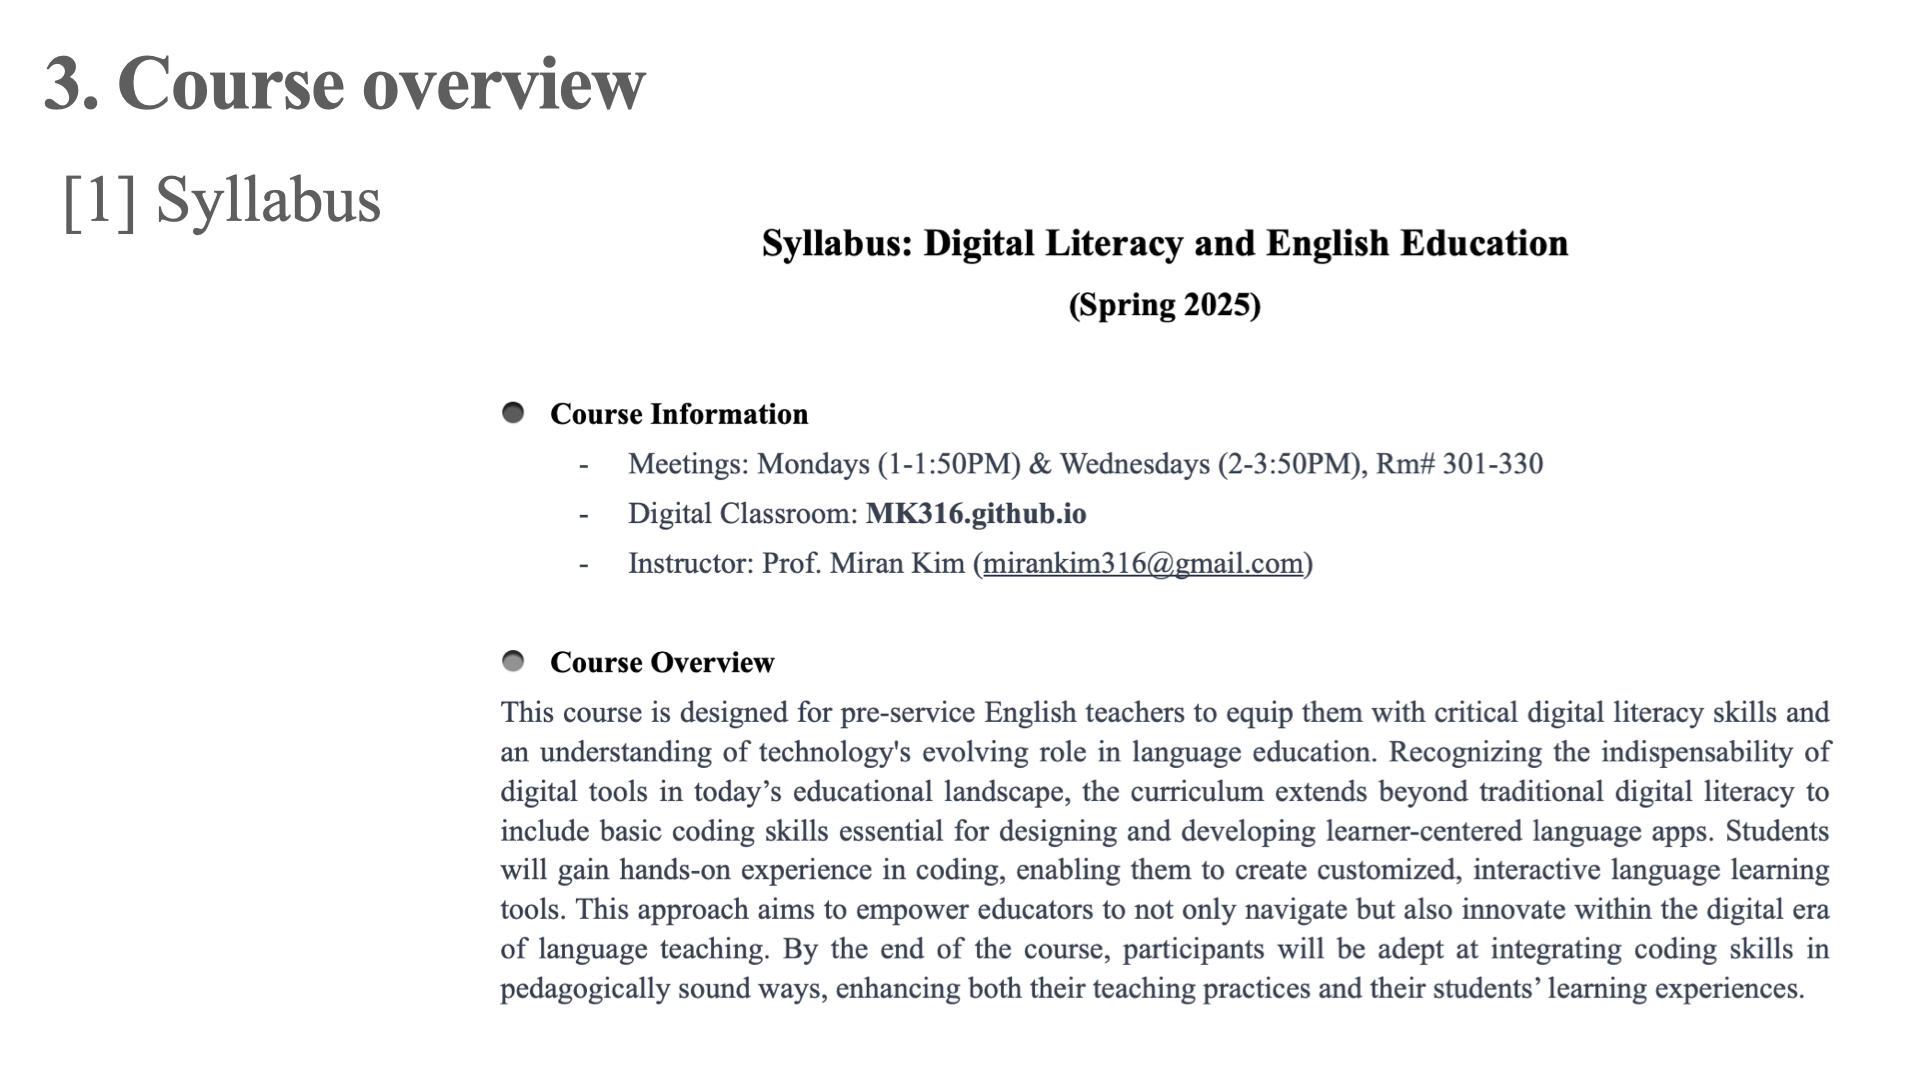 3. Course overview
[1] Syllabus
Syllabus: Digital Literacy and English Education
(Spring 2025)
● Course Information
- Meetings: Mondays (1-1:50PM) & Wednesdays (2-3:50PM), Rm# 301-330
- Digital Classroom: MK316.github.io
- Instructor: Prof. Miran Kim (mirankim316@gmail.com)
● Course Overview
This course is designed for pre-service English teachers to equip them with critical digital literacy skills and
an understanding of technology's evolving role in language education. Recognizing the indispensability of
digital tools in today’s educational landscape, the curriculum extends beyond traditional digital literacy to
include basic coding skills essential for designing and developing learner-centered language apps. Students
will gain hands-on experience in coding, enabling them to create customized, interactive language learning
tools. This approach aims to empower educators to not only navigate but also innovate within the digital era
of language teaching. By the end of the course, participants will be adept at integrating coding skills in
pedagogically sound ways, enhancing both their teaching practices and their students’ learning experiences.